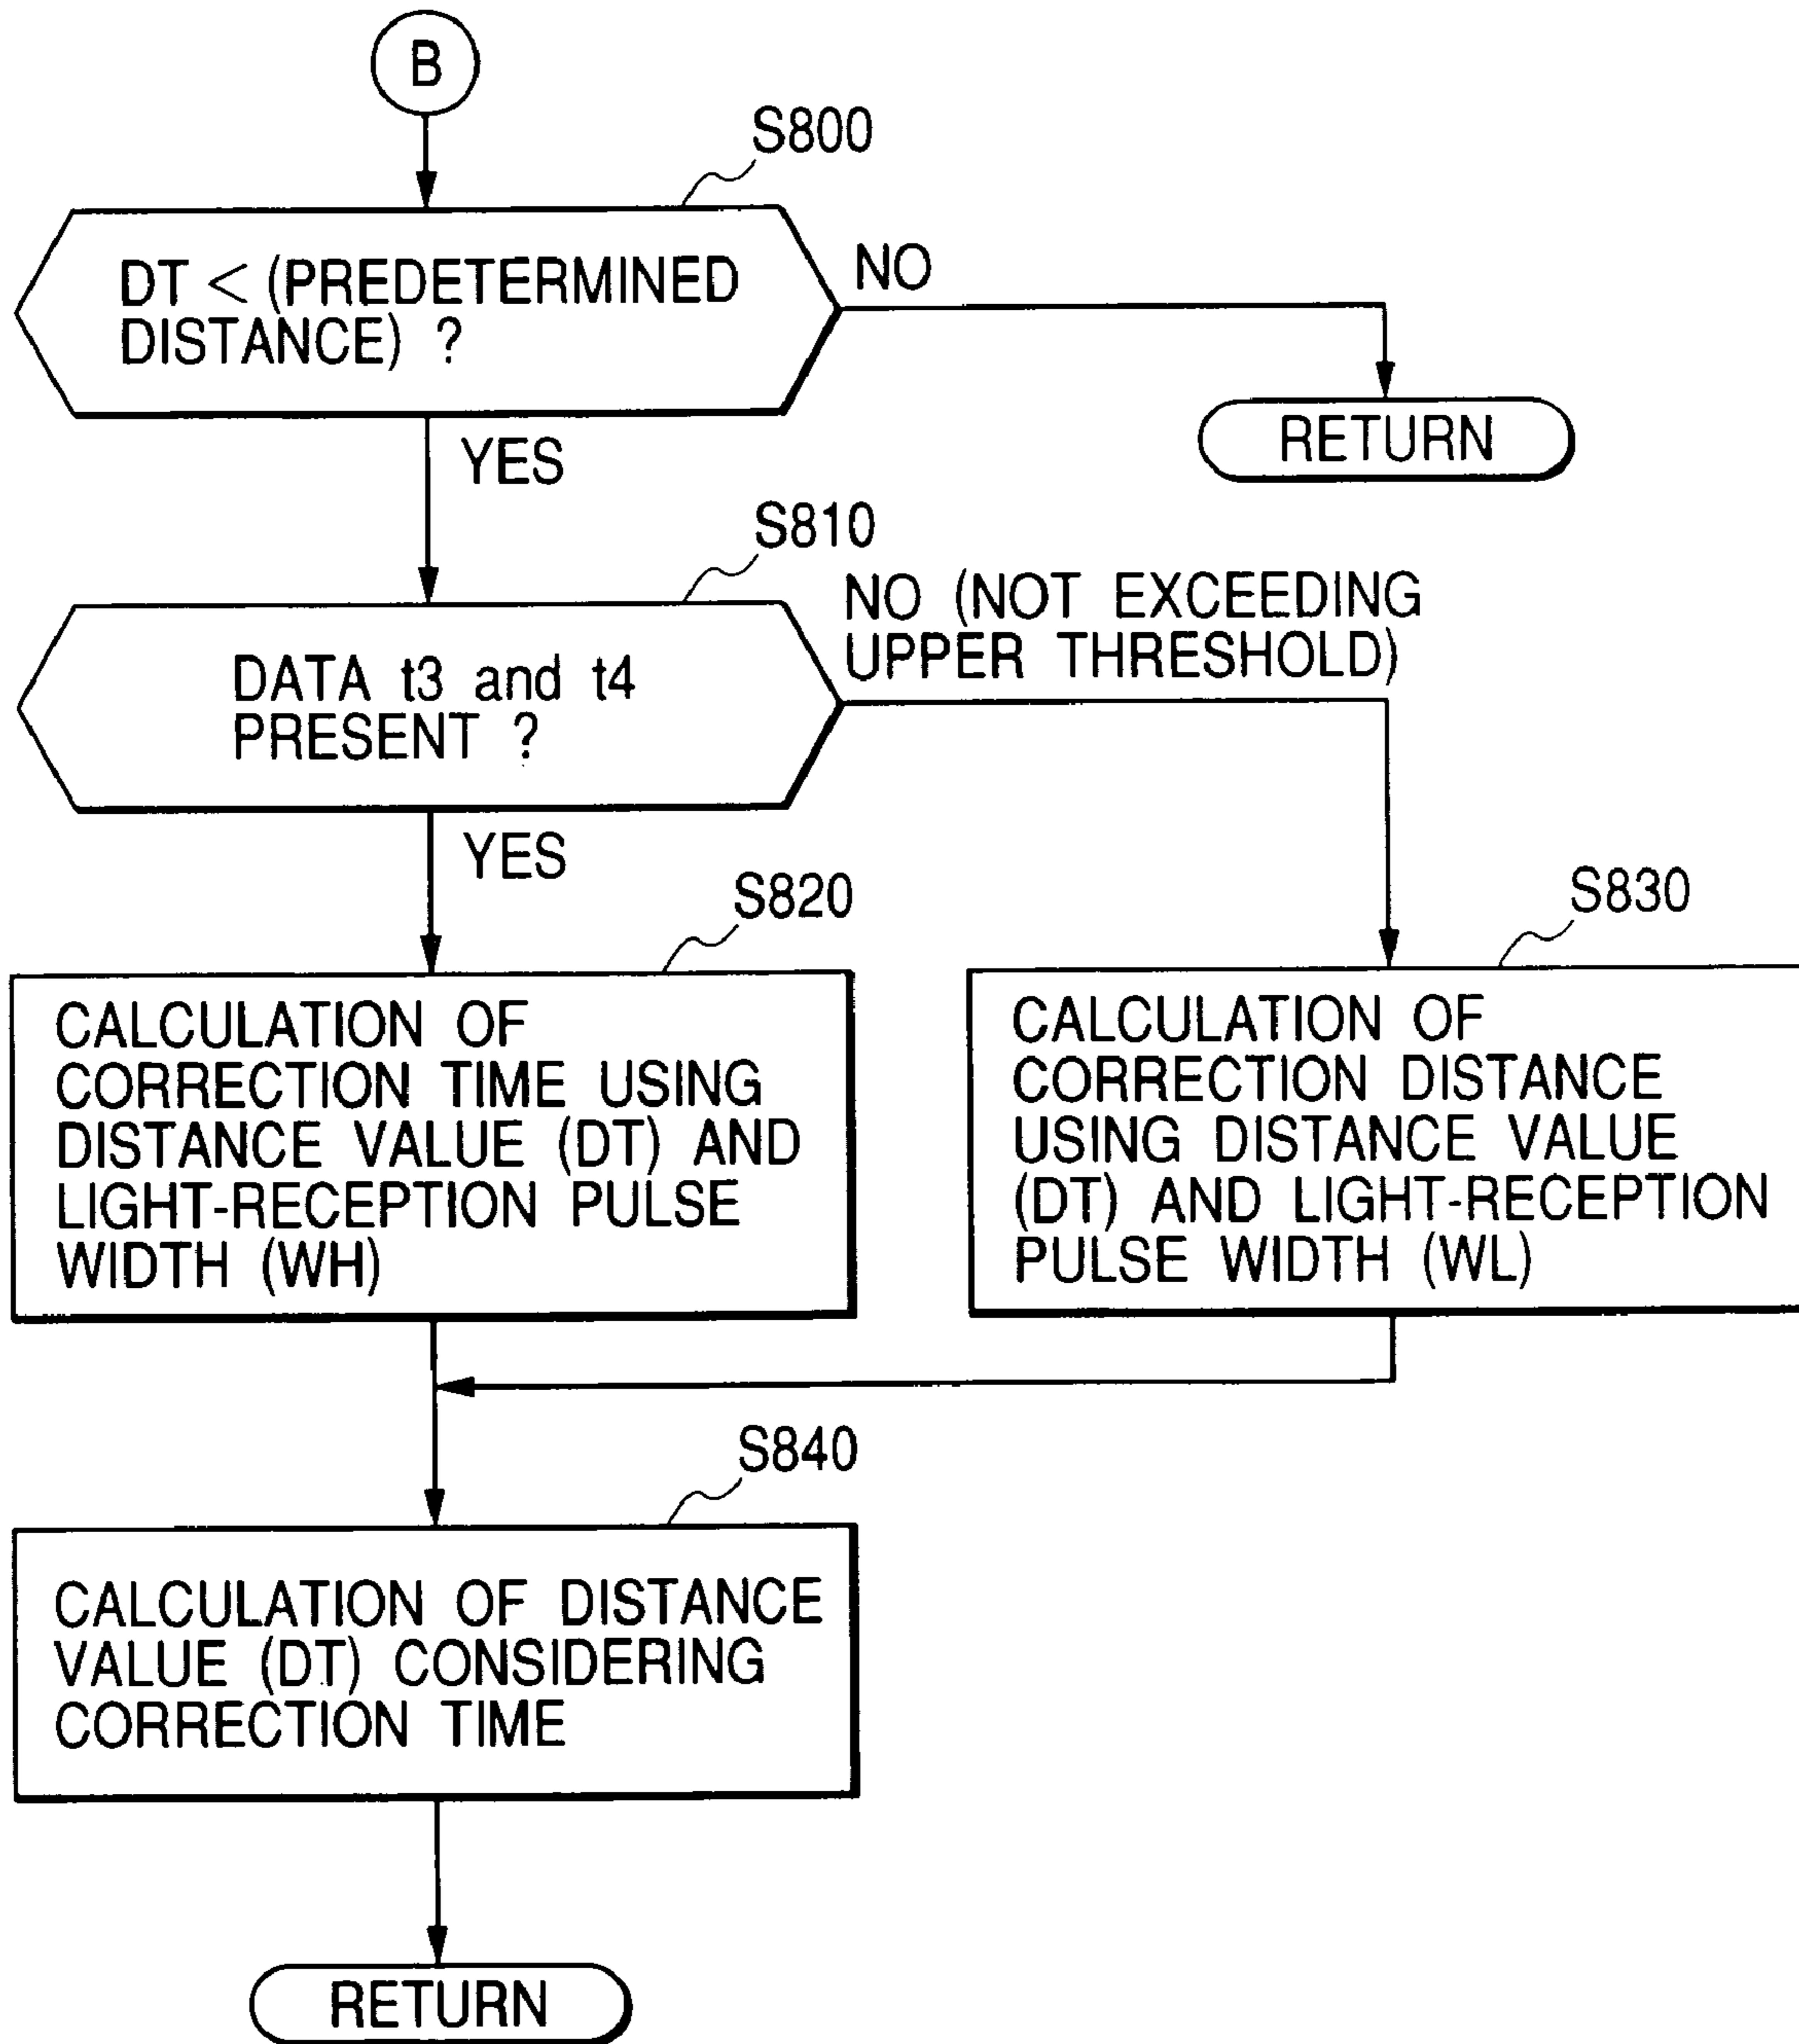 B
S800
DT < (PREDETERMINED
DISTANCE) ?
NO
RETURN
YES
S810
DATA t3 and t4
PRESENT ?
NO (NOT EXCEEDING
UPPER THRESHOLD)
YES
S820
CALCULATION OF
CORRECTION TIME USING
DISTANCE VALUE (DT) AND
LIGHT-RECEPTION PULSE
WIDTH (WH)
S830
CALCULATION OF
CORRECTION DISTANCE
USING DISTANCE VALUE
(DT) AND LIGHT-RECEPTION
PULSE WIDTH (WL)
S840
CALCULATION OF DISTANCE
VALUE (DT) CONSIDERING
CORRECTION TIME
RETURN